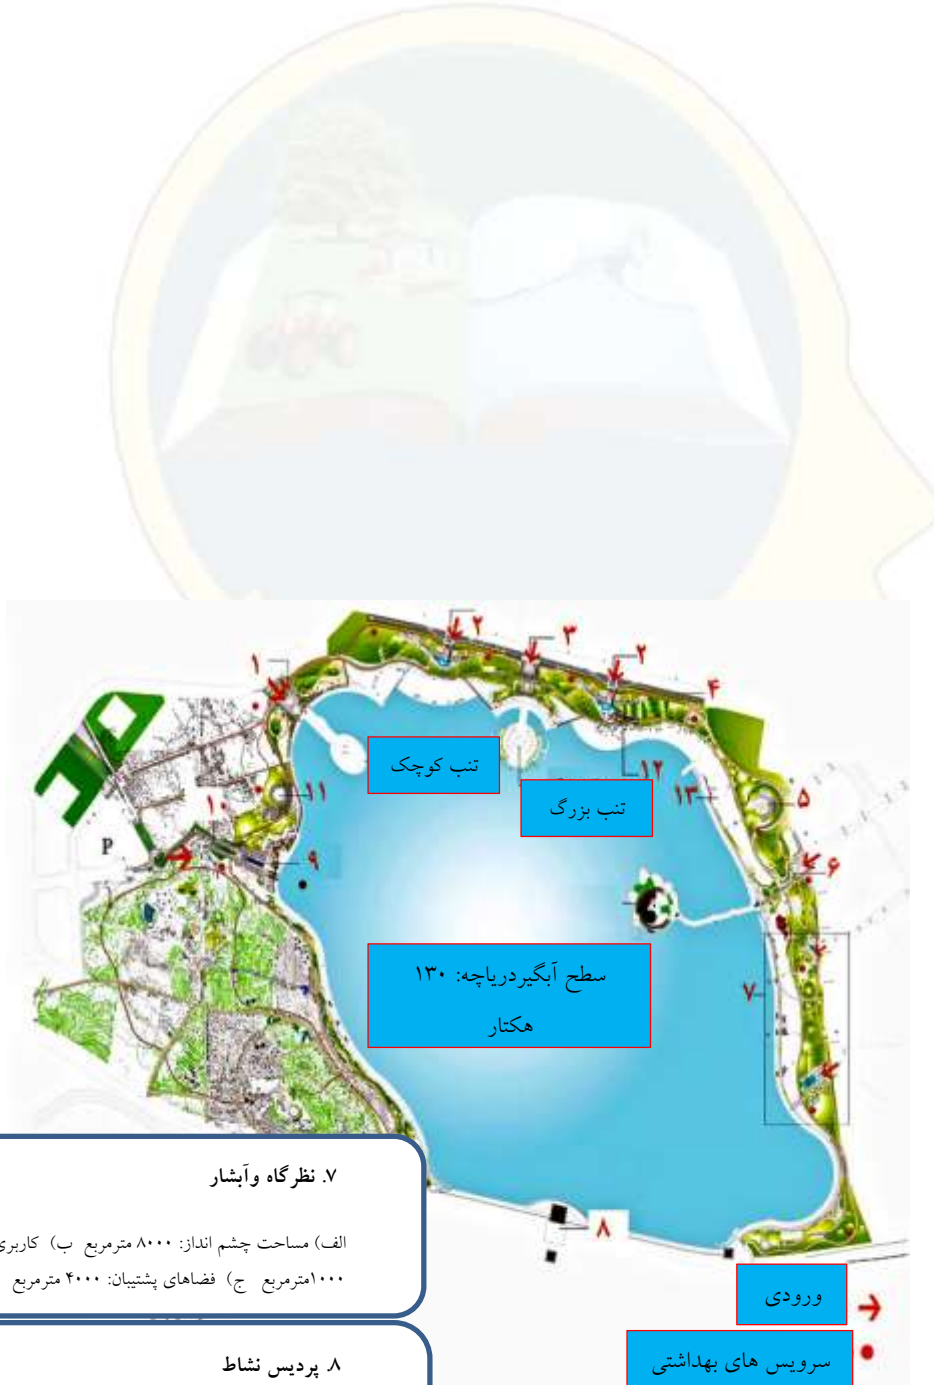 ۲
۳
۲
۱
۴
تنب کوچک
۱۲
تنب بزرگ
۱۳
۵
۱۰
۱۱
P
۹
۶
سطح آبگیردریاچه: ۱۳۰
هکتار
۷
۷. نظرگاه وآبشار
الف) مساحت چشم انداز: ۸۰۰۰ مترمربع ب) کاربری
۱۰۰۰مترمربع ج) فضاهای پشتیبان: ۴۰۰۰ مترمربع
۸
ورودی
سرویس های بهداشتی
۸. پردیس نشاط